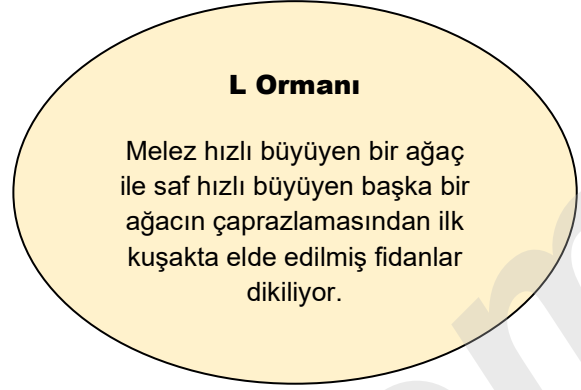 L Ormanı
Melez hızlı büyüyen bir ağaç
ile saf hızlı büyüyen başka bir
ağacın çaprazlamasından ilk
kuşakta elde edilmiş fidanlar
dikiliyor.